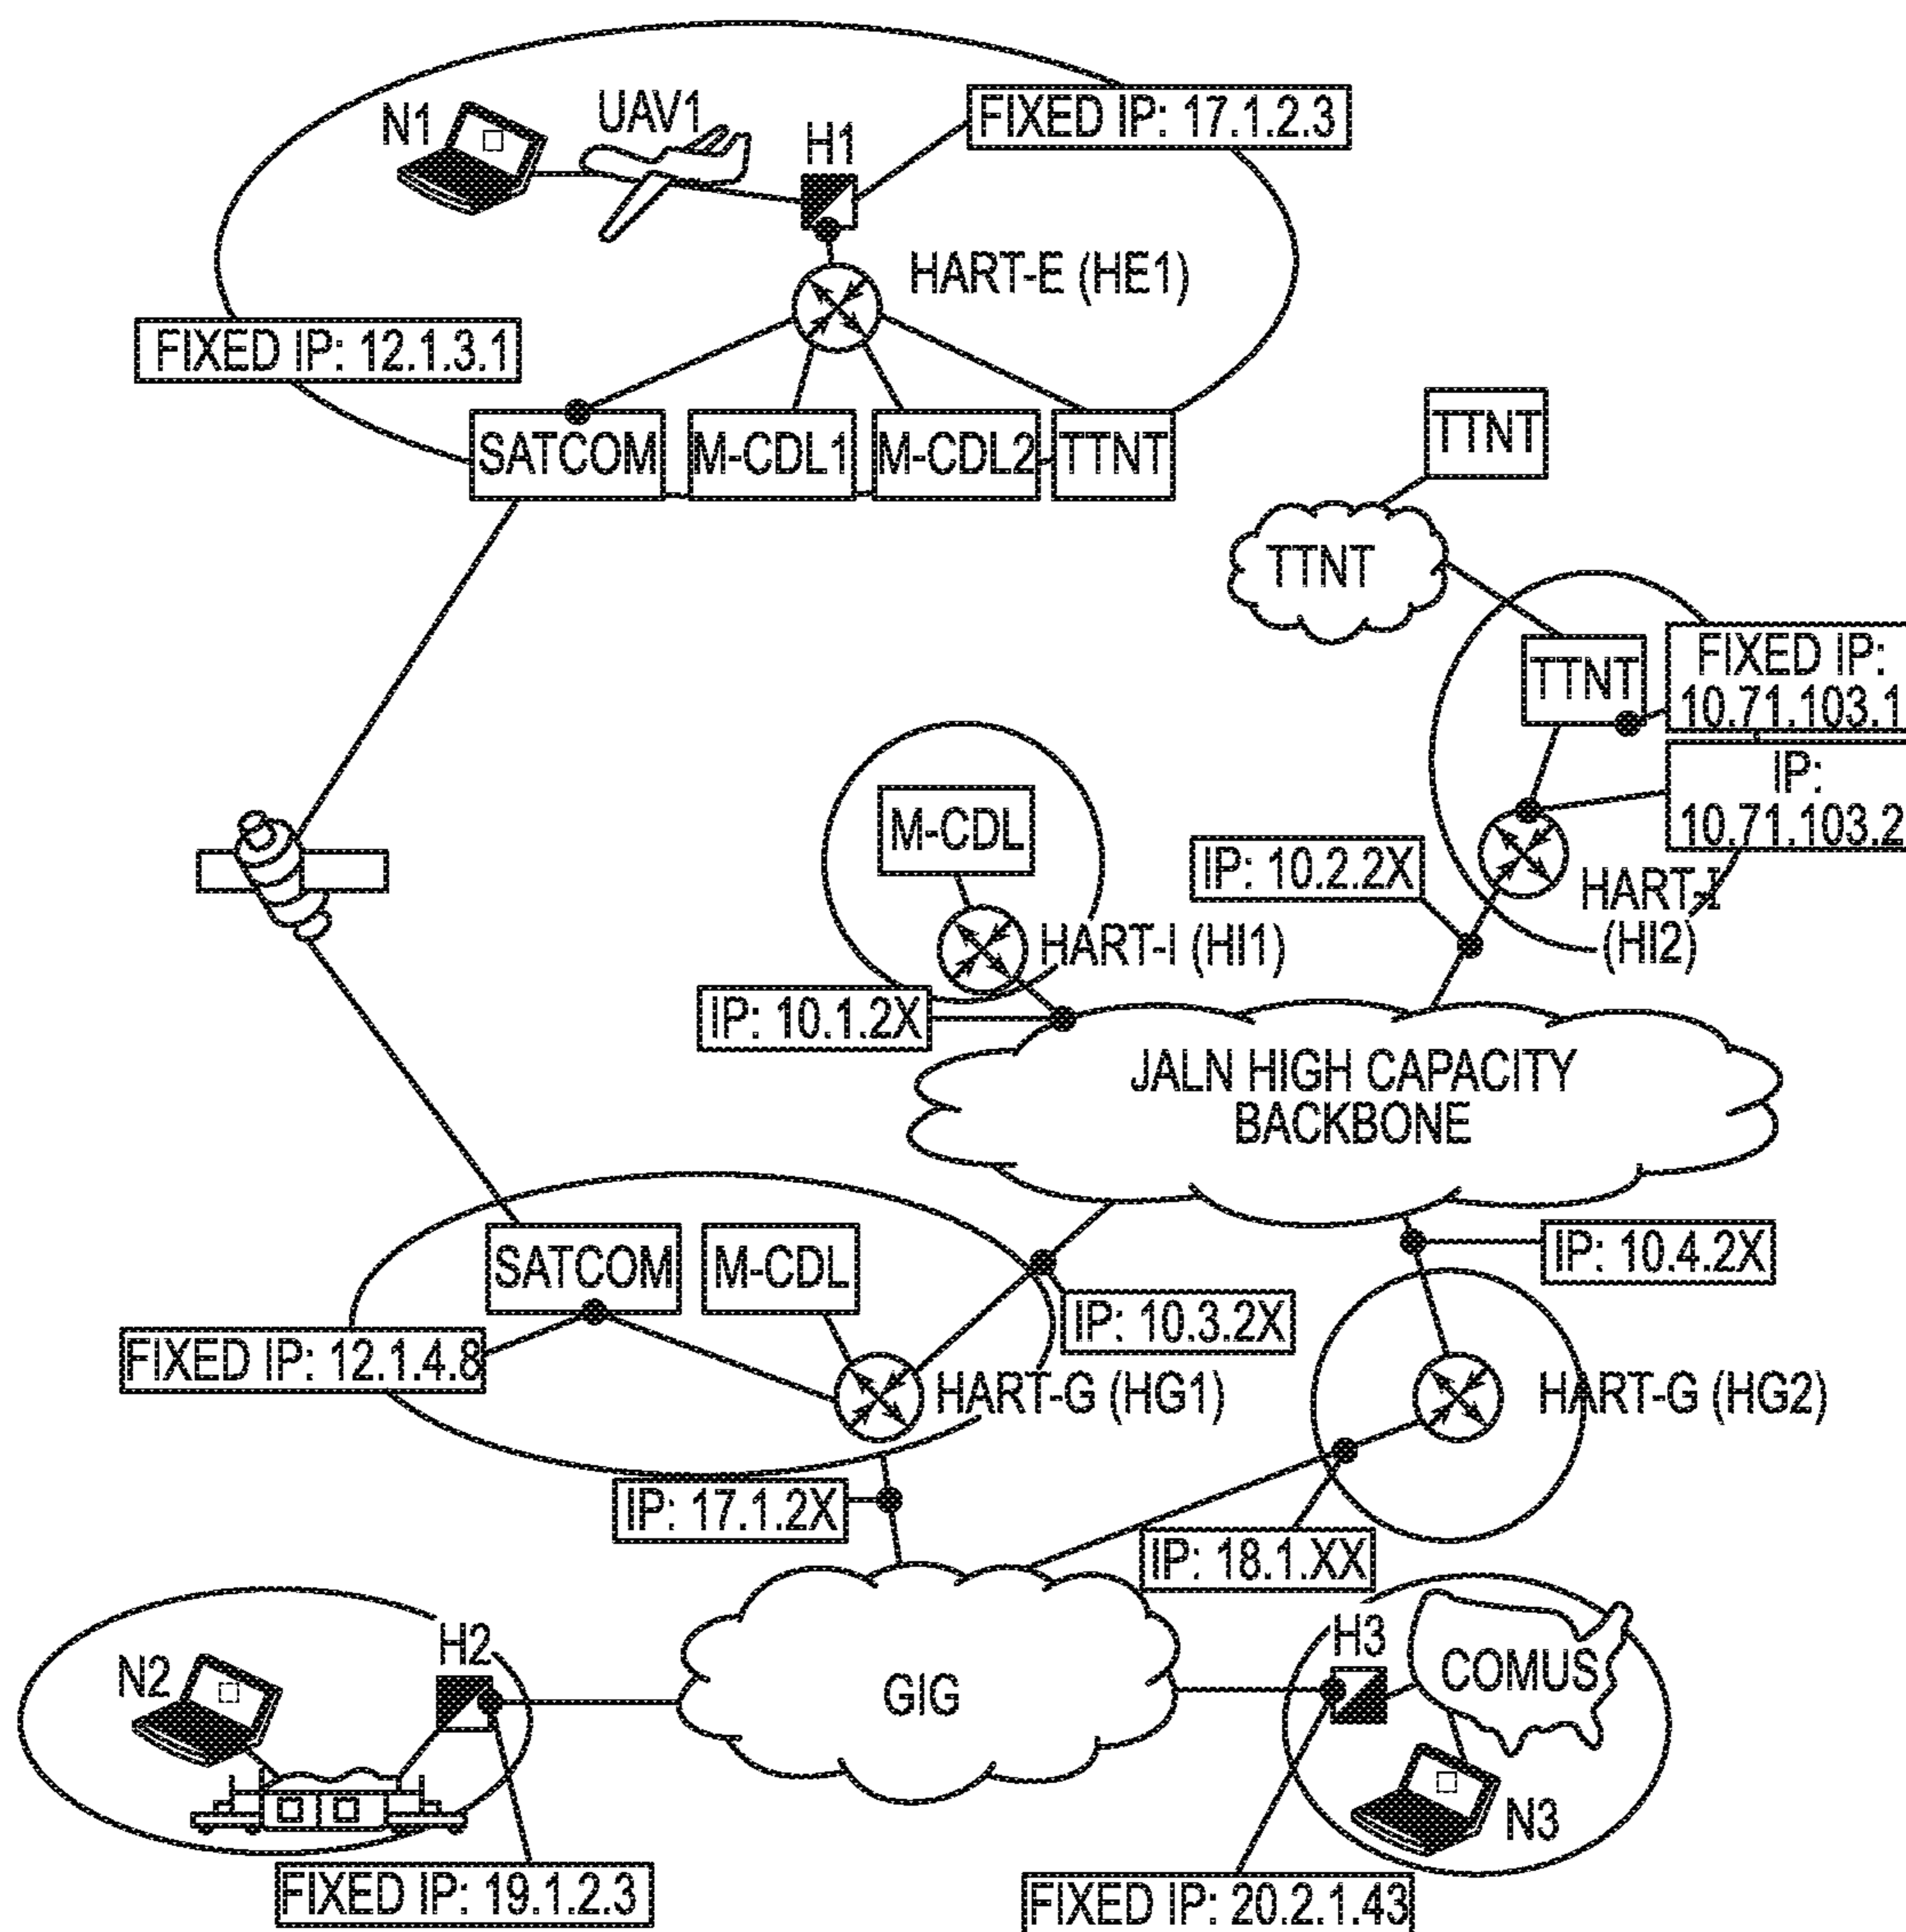 N1
UAV1
H1
FIXED IP: 17.1.2.3
HART-E (HE1)
FIXED IP: 12.1.3.1
SATCOM
M-CDL1
M-CDL2
TTNT
TTNT
TTNT
TTNT
FIXED IP:
10.71.103.1
IP:
10.71.103.2
M-CDL
IP: 10.2.2X
HART-I
(HI2)
HART-I (HI1)
IP: 10.1.2X
JALN HIGH CAPACITY
BACKBONE
SATCOM
M-CDL
IP: 10.4.2X
IP: 10.3.2X
FIXED IP: 12.1.4.8
HART-G (HG1)
HART-G (HG2)
IP: 17.1.2X
IP: 18.1.XX
H2
N2
GIG
H3
COMUS
N3
FIXED IP: 19.1.2.3
FIXED IP: 20.2.1.43